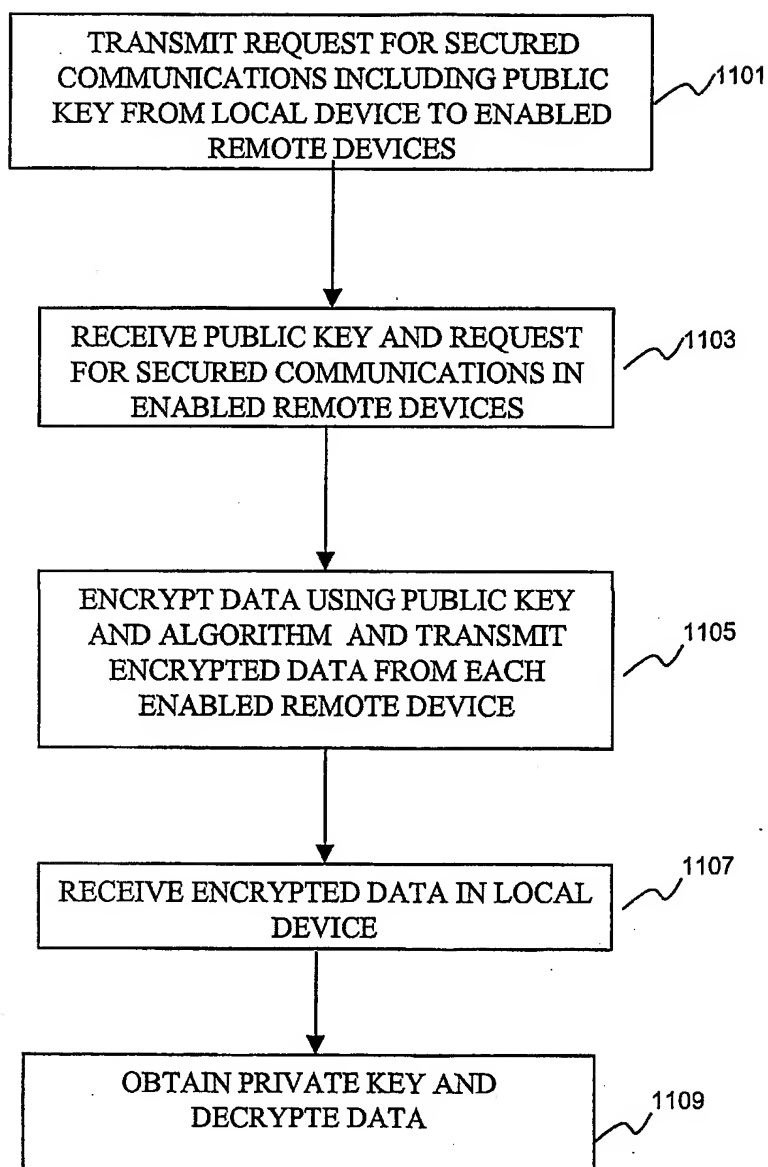 TRANSMIT REQUEST FOR SECURED
COMMUNICATIONS INCLUDING PUBLIC
KEY FROM LOCAL DEVICE TO ENABLED
REMOTE DEVICES
1101
RECEIVE PUBLIC KEY AND REQUEST
FOR SECURED COMMUNICATIONS IN
ENABLED REMOTE DEVICES
1103
ENCRYPT DATA USING PUBLIC KEY
AND ALGORITHM AND TRANSMIT
ENCRYPTED DATA FROM EACH
ENABLED REMOTE DEVICE
1105
RECEIVE ENCRYPTED DATA IN LOCAL
DEVICE
1107
OBTAIN PRIVATE KEY AND
DECRYPTE DATA
1109